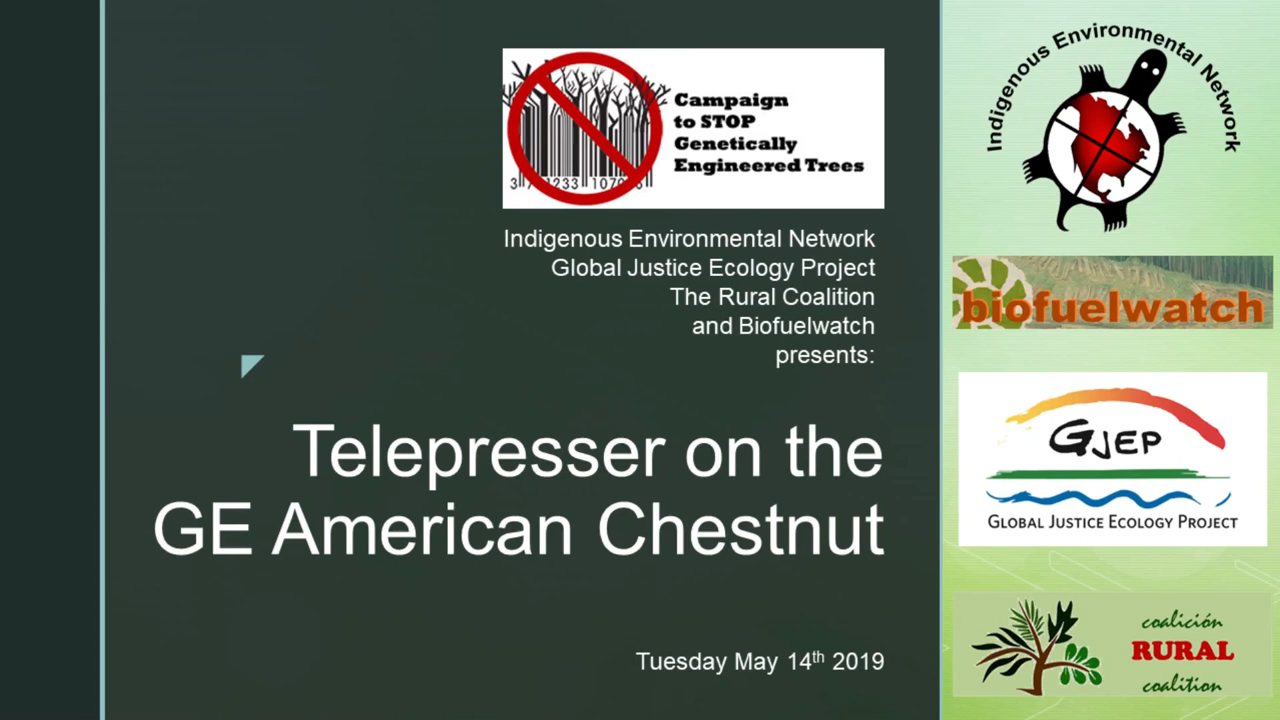 Campaign
to STOP
Genetically
Engineered Trees
Indigenous Environmental Network
Global Justice Ecology Project
The Rural Coalition
and Biofuelwatch
presents:
Telepresser on the
GE American Chestnut
Tuesday May 14th 2019
Indigenous Environmental Network
biofuelwatch
GJEP
GLOBAL JUSTICE ECOLOGY PROJECT
coalición
RURAL
coalition